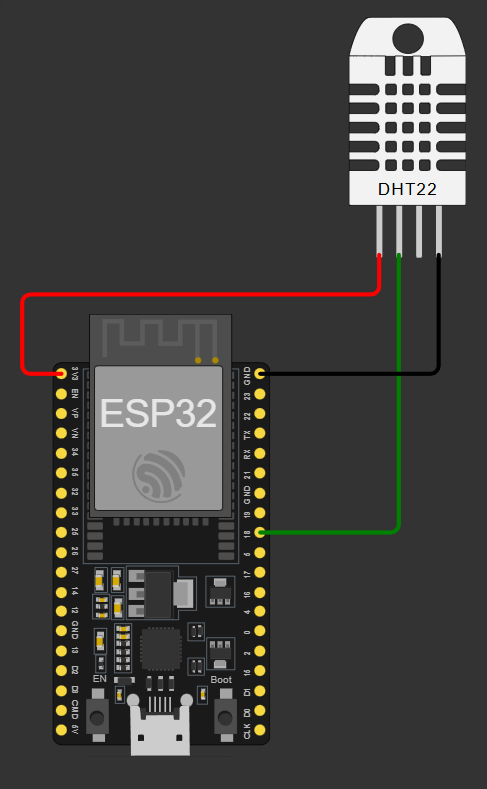 DHT22
ESP32
3V3
EN
VP
VN
34
35
32
33
25
26
27
14
12
GND
13
D2
D3
CMD
5V
GND
23
22
TX
RX
21
GND
19
18
5
17
16
4
0
2
15
D1
D0
CLK
EN
Boot